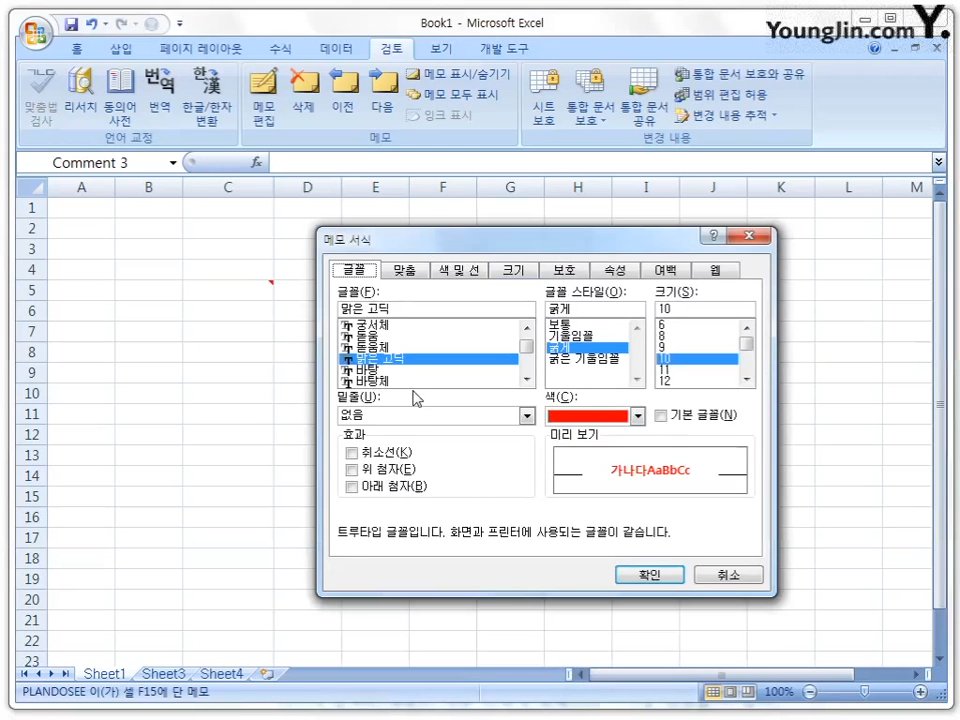 Book1 - Microsoft Excel
Younglin.com
Y.
홈 삽입 페이지 레이아웃 수식 데이터 검토 보기 개발 도구
맞춤법 검사
리서치
동의어 사전
번역
한글/한자 변환
언어 교정
메모 편집
삭제
이전
다음
메모 표시/숨기기
메모 모두 표시
잉크 표시
메모
시트 보호
통합 문서 보호
통합 문서 공유
통합 문서 보호와 공유
범위 편집 허용
변경 내용 추적
변경 내용
Comment 3
fx
A B C D E F G H I J K L M
1
2
3
4
5
6
7
8
9
10
11
12
13
14
15
16
17
18
19
20
21
22
23
메모 서식
글꼴 맞춤 색 및 선 크기 보호 속성 여백 웹
글꼴(F): 글꼴 스타일(O): 크기(S):
맑은 고딕 굵게 10
궁서체 보통 6
돋움 기울임꼴 8
돋움체 굵게 9
맑은 고딕 굵은 기울임꼴 10
바탕 11
바탕체 12
밑줄(U): 색(C):
없음 기본 글꼴(N)
효과 미리 보기
취소선(K)
위 첨자(E)
아래 첨자(B)
가나다AaBbCc
트루타입 글꼴입니다. 화면과 프린터에 사용되는 글꼴이 같습니다.
확인 취소
Sheet1 Sheet3 Sheet4
PLANDOSEE 이(가) 셀 F15에 단 메모
100%